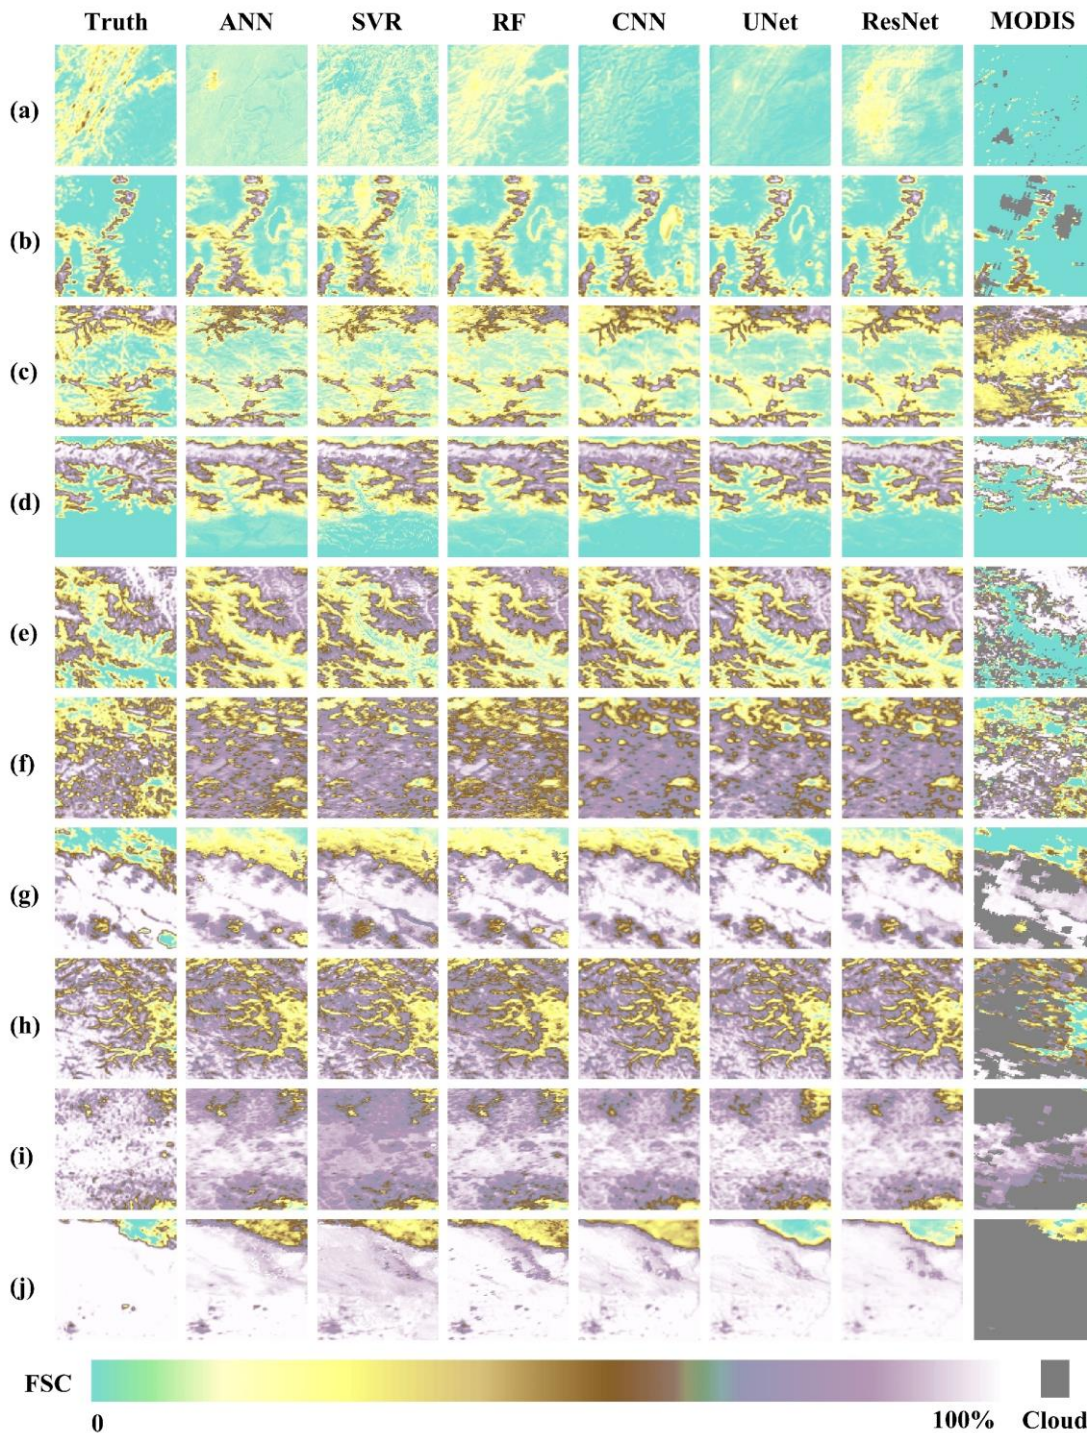 Truth ANN SVR RF CNN UNet ResNet MODIS
(a)
(b)
(c)
(d)
(e)
(f)
(g)
(h)
(i)
(j)
FSC
0 100% Cloud